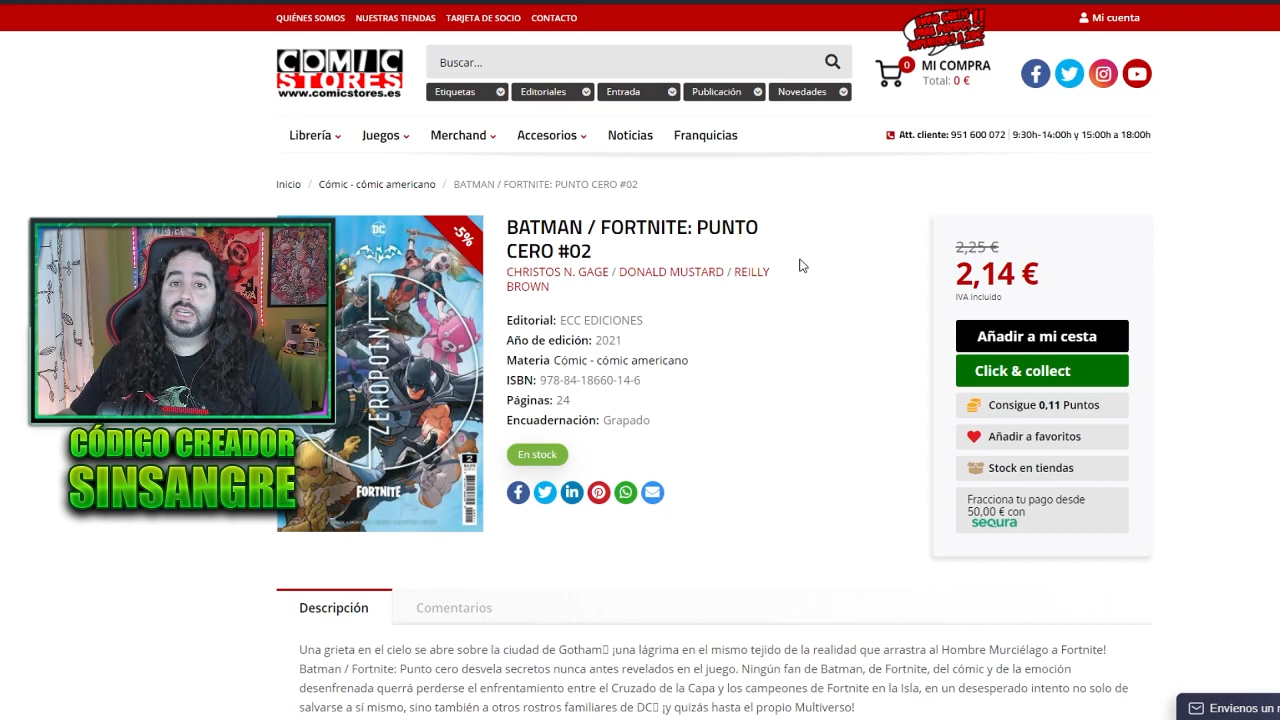 QUIÉNES SOMOS NUESTRAS TIENDAS TARJETA DE SOCIO CONTACTO
Mi cuenta
COMIC
STORES
www.comicstores.es
Buscar...
0
MI COMPRA
Total: 0 €
Etiquetas Editoriales Entrada Publicación Novedades
Librería Juegos Merchand Accesorios Noticias Franquicias
Att. cliente: 951 600 072 | 9:30h-14:00h y 15:00h a 18:00h
Inicio / Cómic - cómic americano / BATMAN / FORTNITE: PUNTO CERO #02
-5%
DC
ZEROPOINT
2
FORTNITE
CÓDIGO CREADOR
SINSANGRE
BATMAN / FORTNITE: PUNTO
CERO #02
CHRISTOS N. GAGE / DONALD MUSTARD / REILLY
BROWN
Editorial: ECC EDICIONES
Año de edición: 2021
Materia Cómic - cómic americano
ISBN: 978-84-18660-14-6
Páginas: 24
Encuadernación: Grapado
En stock
2,25 €
2,14 €
IVA incluido
Añadir a mi cesta
Click & collect
Consigue 0,11 Puntos
Añadir a favoritos
Stock en tiendas
Fracciona tu pago desde
50,00 € con
seQura
Descripción Comentarios
Una grieta en el cielo se abre sobre la ciudad de Gotham ¡una lágrima en el mismo tejido de la realidad que arrastra al Hombre Murciélago a Fortnite!
Batman / Fortnite: Punto cero desvela secretos nunca antes revelados en el juego. Ningún fan de Batman, de Fortnite, del cómic y de la emoción
desenfrenada querrá perderse el enfrentamiento entre el Cruzado de la Capa y los campeones de Fortnite en la Isla, en un desesperado intento no solo de
salvarse a sí mismo, sino también a otros rostros familiares de DC ¡y quizás hasta el propio Multiverso!
Envíenos un